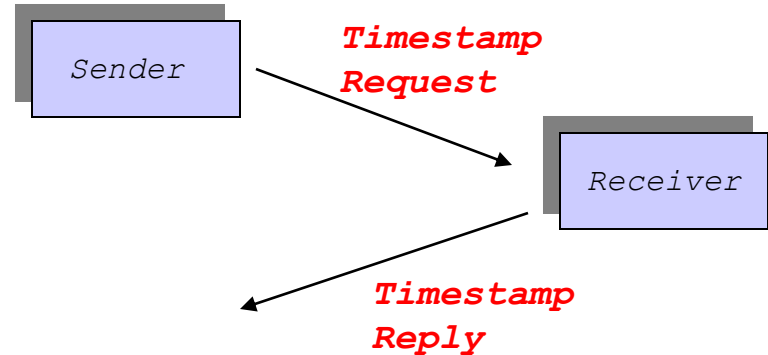 Sender
Timestamp
Request
Receiver
Timestamp
Reply